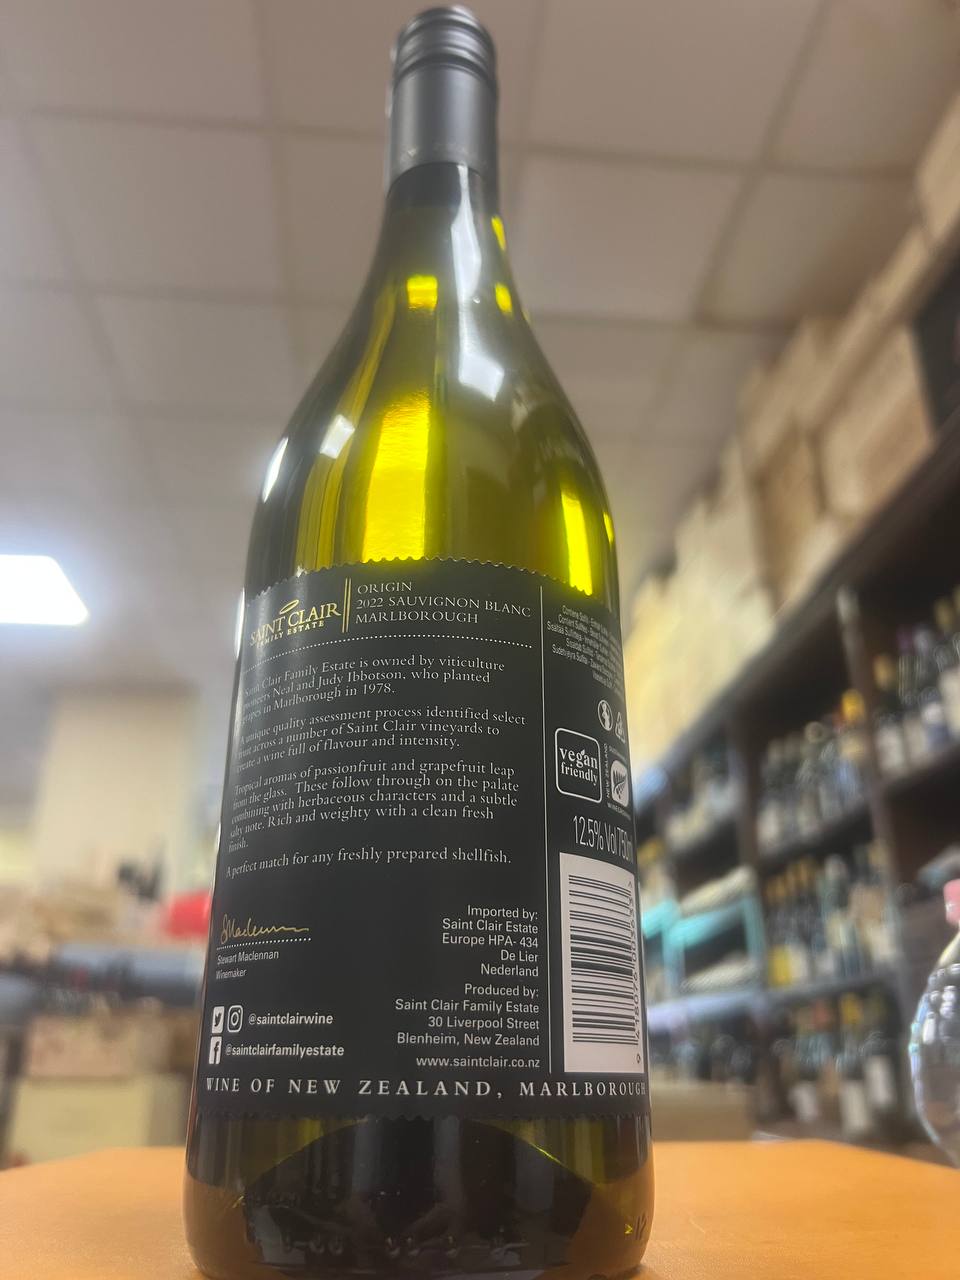 SAINT CLAIR
FAMILY ESTATE
ORIGIN
2022 SAUVIGNON BLANC
MARLBOROUGH
Saint Clair Family Estate is owned by viticulture
pioneers Neal and Judy Ibbotson, who planted
grapes in Marlborough in 1978.
A unique quality assessment process identified select
fruit across a number of Saint Clair vineyards to
create a wine full of flavour and intensity.
Tropical aromas of passionfruit and grapefruit leap
from the glass. These follow through on the palate
combining with herbaceous characters and a subtle
salty note. Rich and weighty with a clean fresh
finish.
A perfect match for any freshly prepared shellfish.
Stewart Maclennan
Winemaker
@saintclairwine
@saintclairfamilyestate
Imported by:
Saint Clair Estate
Europe HPA- 434
De Lier
Nederland
Produced by:
Saint Clair Family Estate
30 Liverpool Street
Blenheim, New Zealand
www.saintclair.co.nz
vegan
friendly
NEW ZEALAND
12.5% Vol 750ml
WINE OF NEW ZEALAND, MARLBOROUGH